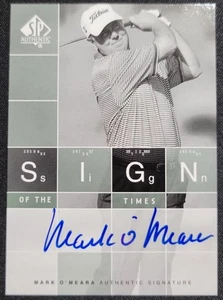 SP
AUTHENTIC
Titleist
S I G N
Ss Ii Gg Nn
OF THE TIMES
Mark O'Meara
MARK O'MEARA AUTHENTIC SIGNATURE